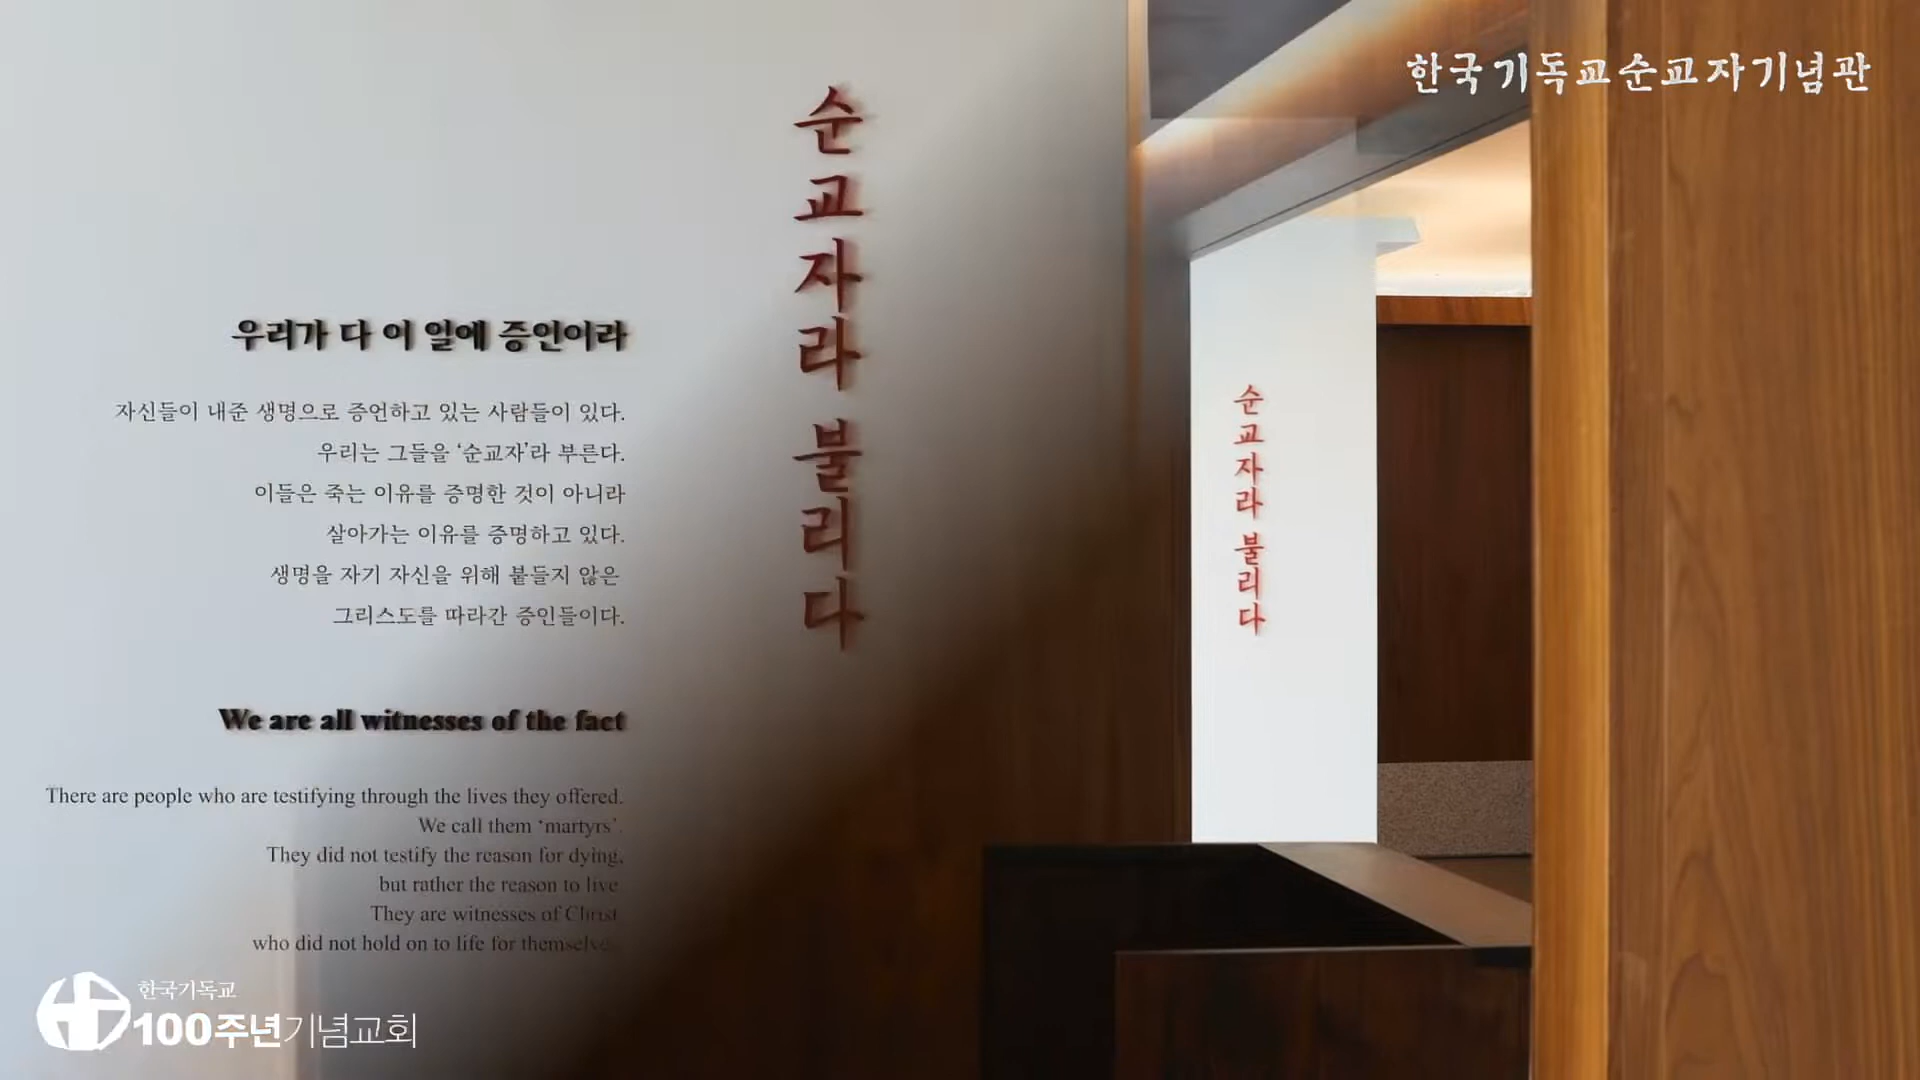 한국기독교순교자기념관
순교자라 불리다
우리가 다 이 일에 증인이라
자신들이 내준 생명으로 증언하고 있는 사람들이 있다.
우리는 그들을 ‘순교자’라 부른다.
이들은 죽는 이유를 증명한 것이 아니라
살아가는 이유를 증명하고 있다.
생명을 자기 자신을 위해 붙들지 않은
그리스도를 따라간 증인들이다.
We are all witnesses of the fact
There are people who are testifying through the lives they offered.
We call them ‘martyrs’.
They did not testify the reason for dying,
but rather the reason to live
They are witnesses of Christ
who did not hold on to life for
순교자라 불리다
한국기독교
100주년기념교회